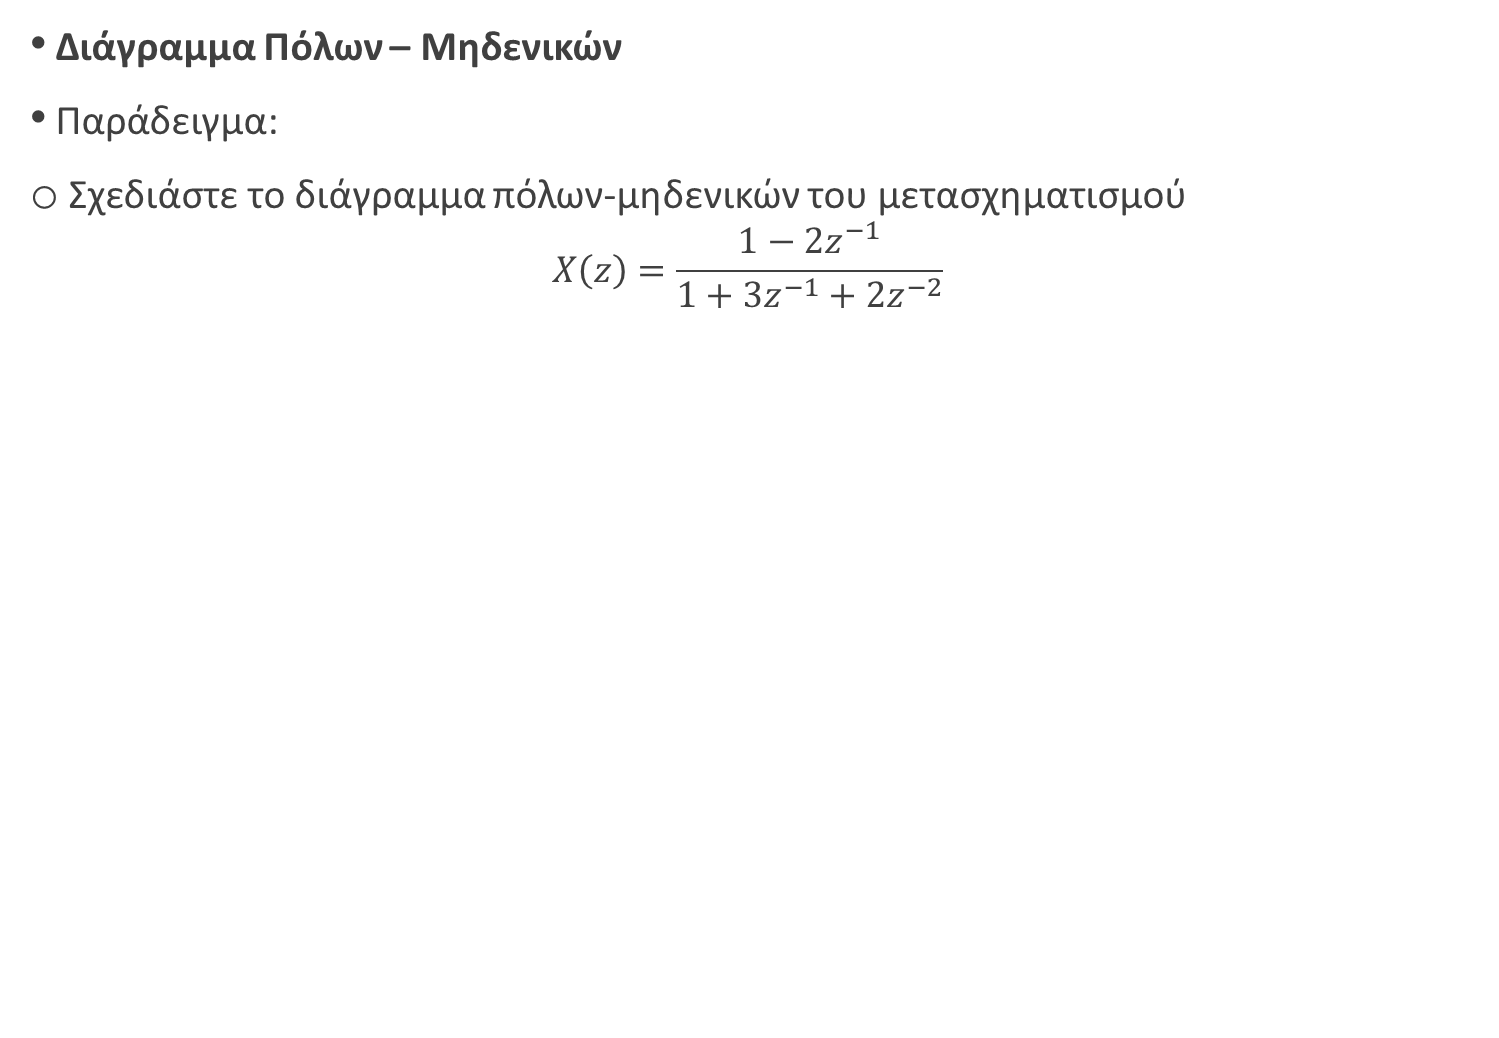 • Διάγραμμα Πόλων – Μηδενικών
• Παράδειγμα:
○ Σχεδιάστε το διάγραμμα πόλων-μηδενικών του μετασχηματισμού
1 − 2z⁻¹
X(z) =
1 + 3z⁻¹ + 2z⁻²